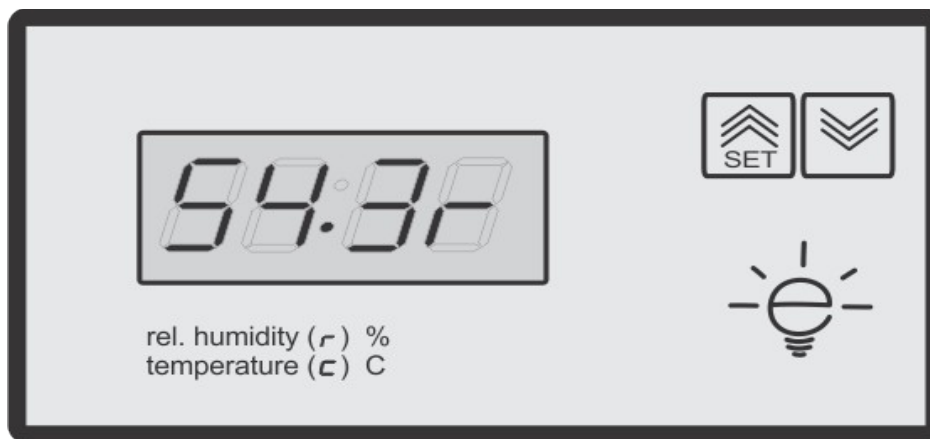 54.3r
SET
rel. humidity (r) %
temperature (c) C